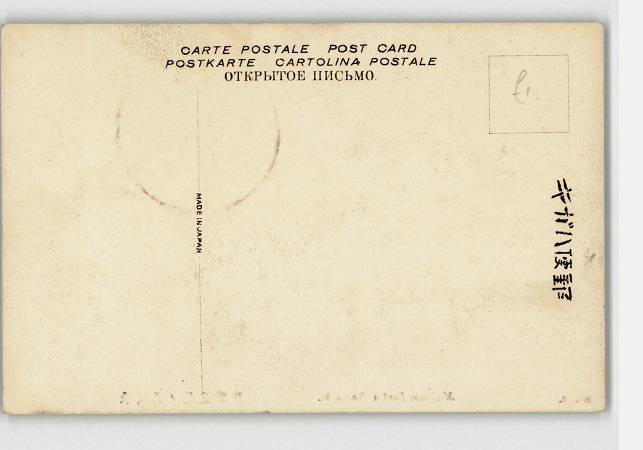 CARTE POSTALE POST CARD
POSTKARTE CARTOLINA POSTALE
ОТКРЫТОЕ ПИСЬМО.
MADE IN JAPAN
キガハ便郵